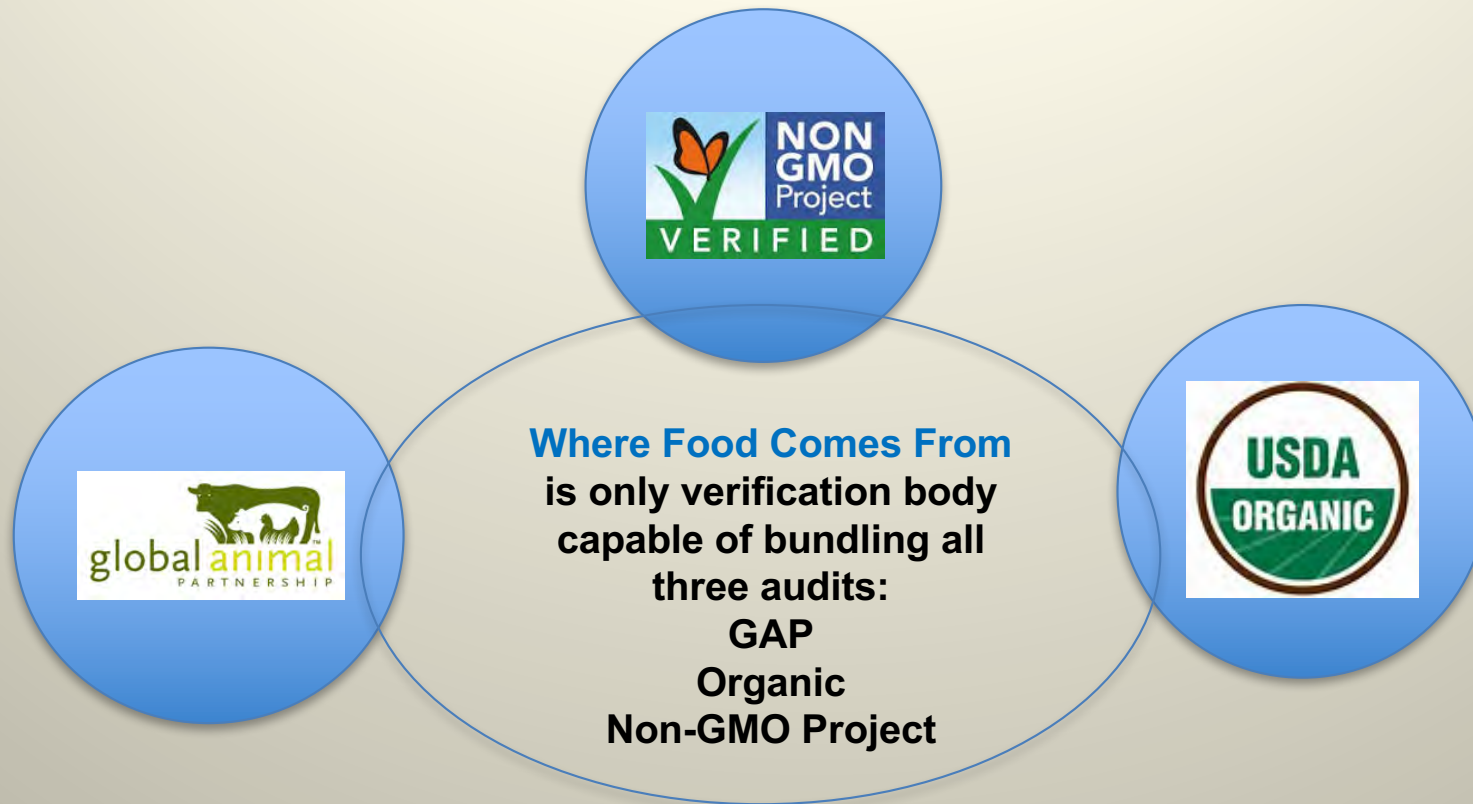 NON
GMO
Project
VERIFIED
Where Food Comes From
is only verification body
capable of bundling all
three audits:
GAP
Organic
Non-GMO Project
global animal™
PARTNERSHIP
USDA
ORGANIC